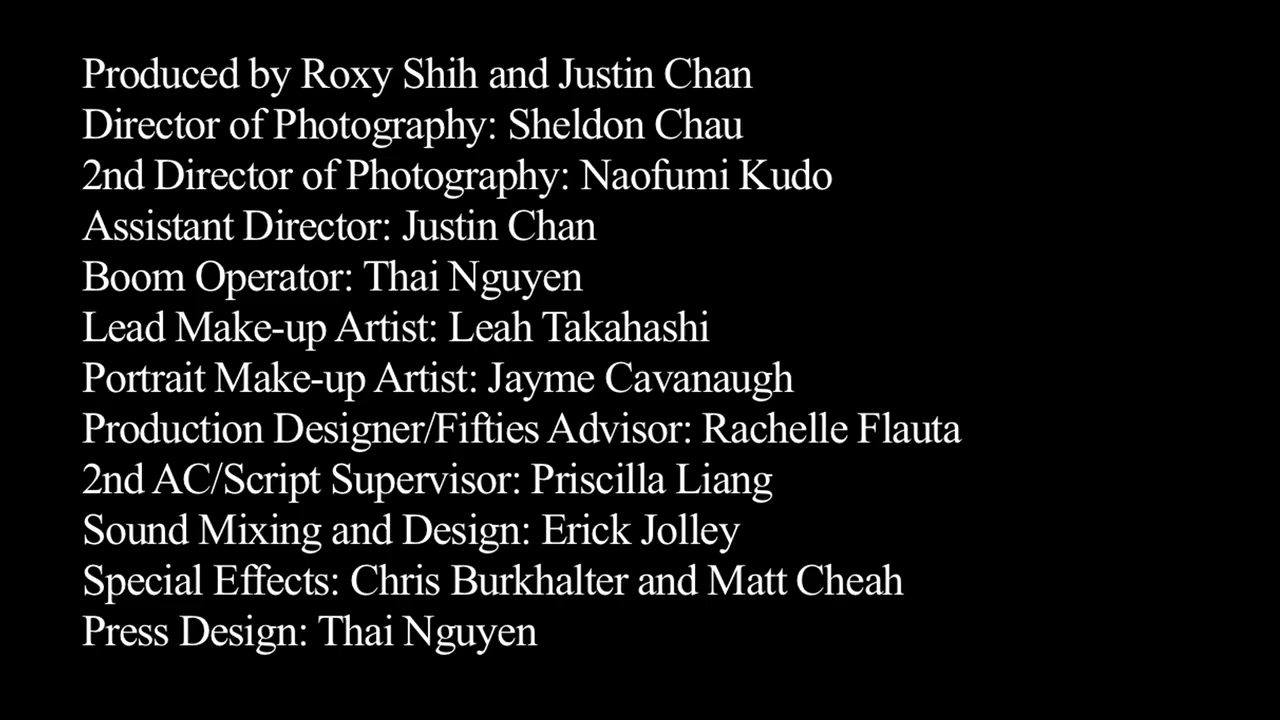 Produced by Roxy Shih and Justin Chan
Director of Photography: Sheldon Chau
2nd Director of Photography: Naofumi Kudo
Assistant Director: Justin Chan
Boom Operator: Thai Nguyen
Lead Make-up Artist: Leah Takahashi
Portrait Make-up Artist: Jayme Cavanaugh
Production Designer/Fifties Advisor: Rachelle Flauta
2nd AC/Script Supervisor: Priscilla Liang
Sound Mixing and Design: Erick Jolley
Special Effects: Chris Burkhalter and Matt Cheah
Press Design: Thai Nguyen